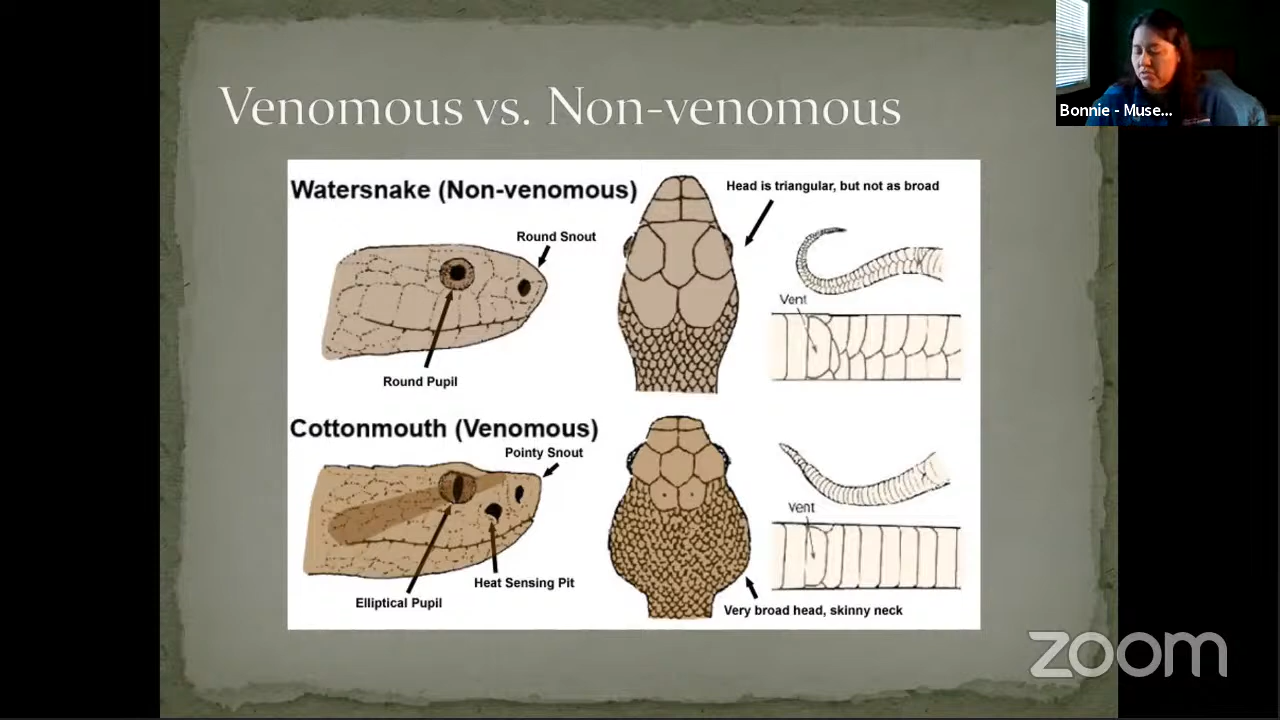 Venomous vs. Non-venomous
Bonnie - Muse...
Watersnake (Non-venomous)
Head is triangular, but not as broad
Round Snout
Vent
Round Pupil
Cottonmouth (Venomous)
Pointy Snout
Vent
Heat Sensing Pit
Elliptical Pupil
Very broad head, skinny neck
zoom